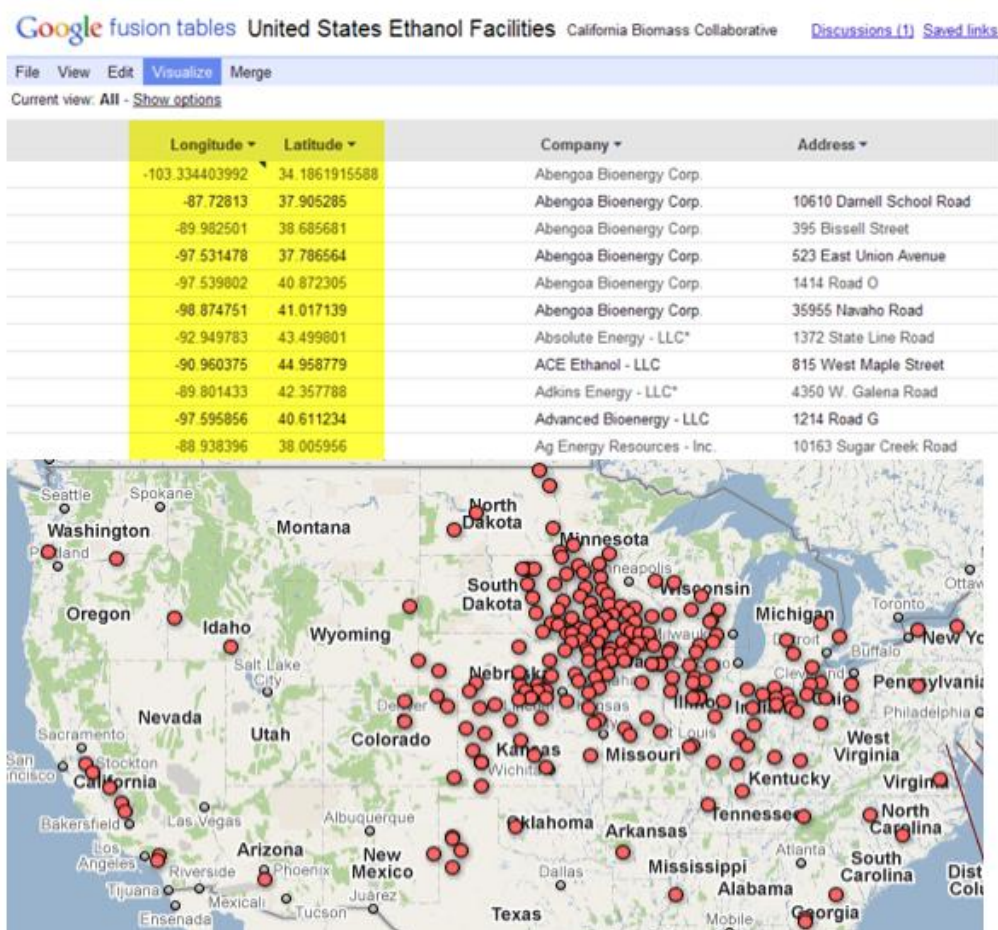 Google fusion tables United States Ethanol Facilities California Biomass Collaborative Discussions (1) Saved links
File View Edit Visualize Merge
Current view: All - Show options
Longitude Latitude Company Address
-103.334403992 34.1861915588 Abengoa Bioenergy Corp.
-87.72813 37.905285 Abengoa Bioenergy Corp. 10610 Darnell School Road
-89.982501 38.685681 Abengoa Bioenergy Corp. 395 Bissell Street
-97.531478 37.786564 Abengoa Bioenergy Corp. 523 East Union Avenue
-97.539802 40.872305 Abengoa Bioenergy Corp. 1414 Road O
-98.874751 41.017139 Abengoa Bioenergy Corp. 35955 Navaho Road
-92.949783 43.499801 Absolute Energy - LLC* 1372 State Line Road
-90.960375 44.958779 ACE Ethanol - LLC 815 West Maple Street
-89.801433 42.357788 Adkins Energy - LLC* 4350 W. Galena Road
-97.595856 40.611234 Advanced Bioenergy - LLC 1214 Road G
-88.938396 38.005956 Ag Energy Resources - Inc. 10163 Sugar Creek Road
Seattle Spokane
North
Washington Montana Dakota
Minnesota
South Wisconsin Ottaw
Oregon Dakota Michigan Toronto
Idaho Wyoming New Yo
Salt Lake Buffalo
City Pennsylvania
Nevada Philadelphia
Sacramento Utah Colorado West
San Stockton Kansas Missouri Virginia
California Wichita Kentucky
Bakersfield Las Vegas Albuquerque Oklahoma Tennessee North
Arkansas Carolina
Los Arizona New Atlanta
Angeles Riverside Phoenix Mexico Dallas Mississippi South Dist
Tijuana Mexicali Juárez Alabama Carolina Colu
Ensenada Tucson Texas Mobile Georgia